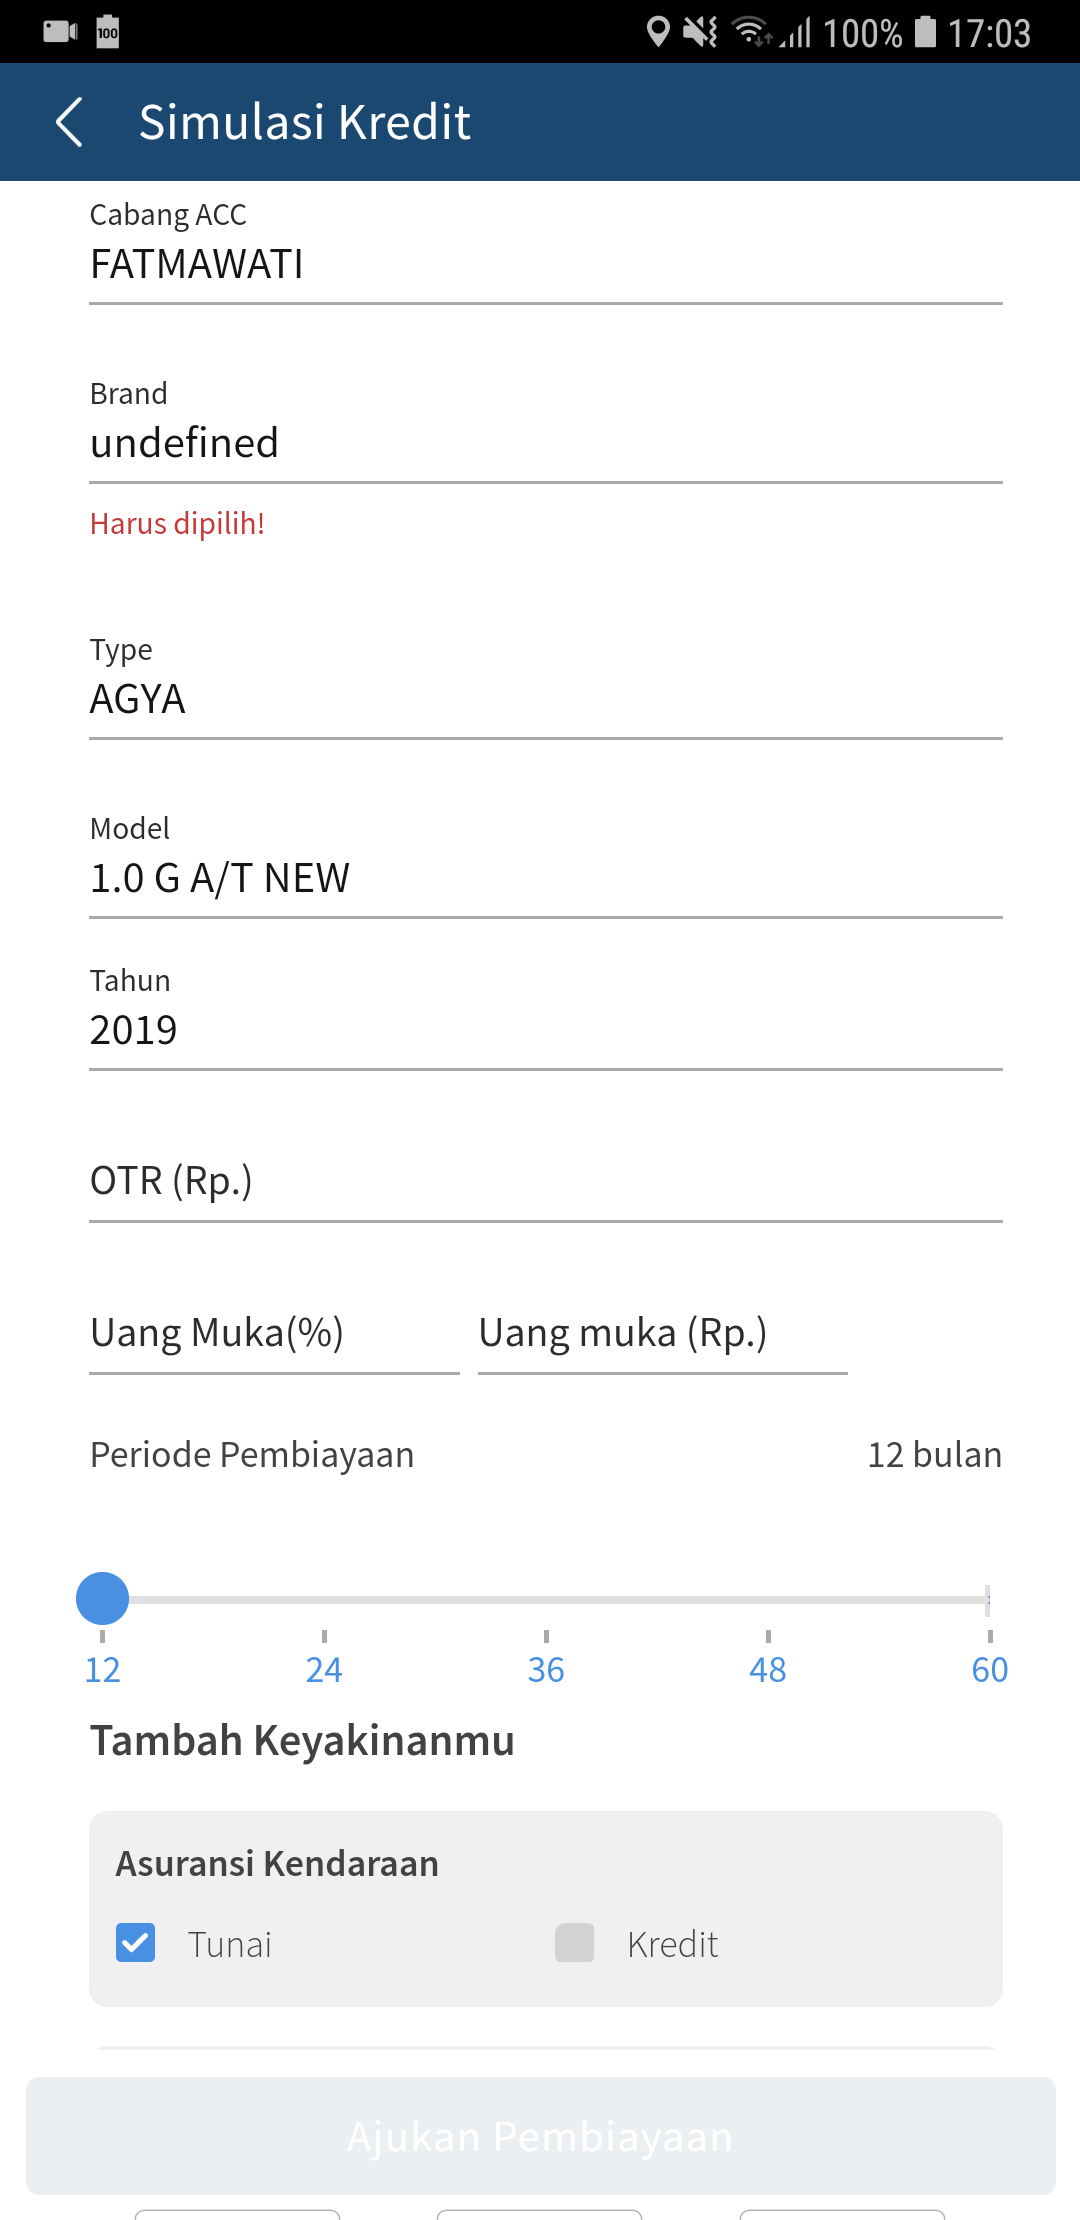 100 100% 17:03
Simulasi Kredit
Cabang ACC
FATMAWATI
Brand
undefined
Harus dipilih!
Type
AGYA
Model
1.0 G A/T NEW
Tahun
2019
OTR (Rp.)
Uang Muka(%) Uang muka (Rp.)
Periode Pembiayaan 12 bulan
12 24 36 48 60
Tambah Keyakinanmu
Asuransi Kendaraan
Tunai Kredit
Ajukan Pembiayaan